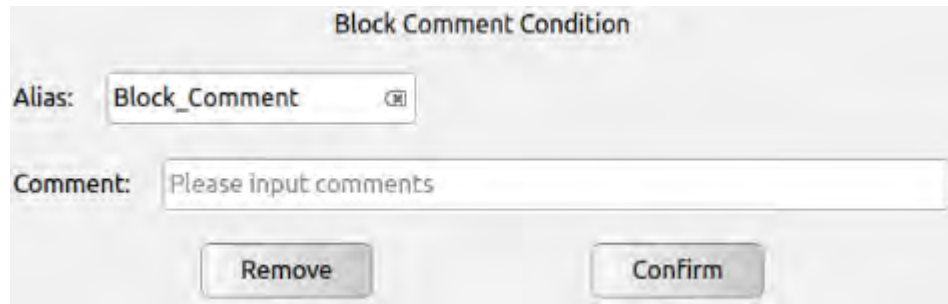 Block Comment Condition
Alias: Block_Comment
Comment: Please input comments
Remove Confirm